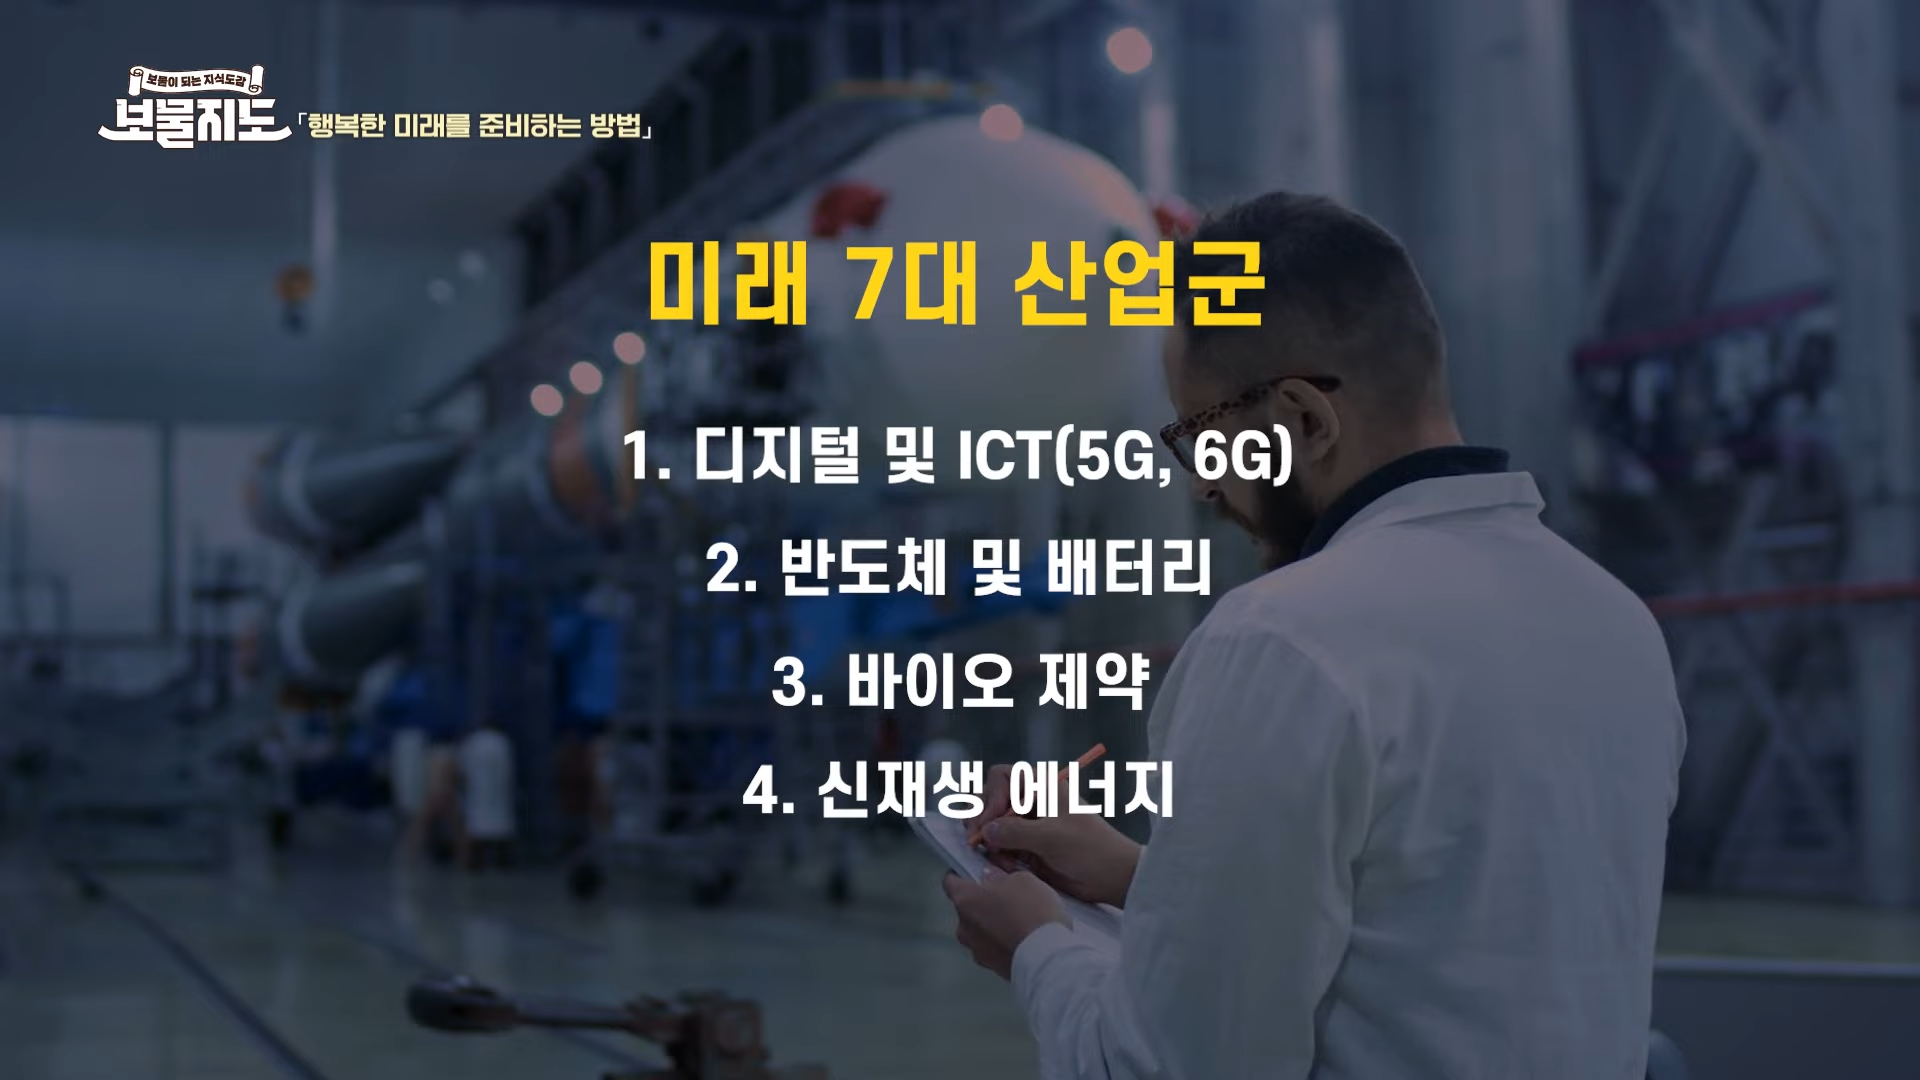 보물이 되는 지식도감
보물지도 「행복한 미래를 준비하는 방법」
미래 7대 산업군
1. 디지털 및 ICT(5G, 6G)
2. 반도체 및 배터리
3. 바이오 제약
4. 신재생 에너지